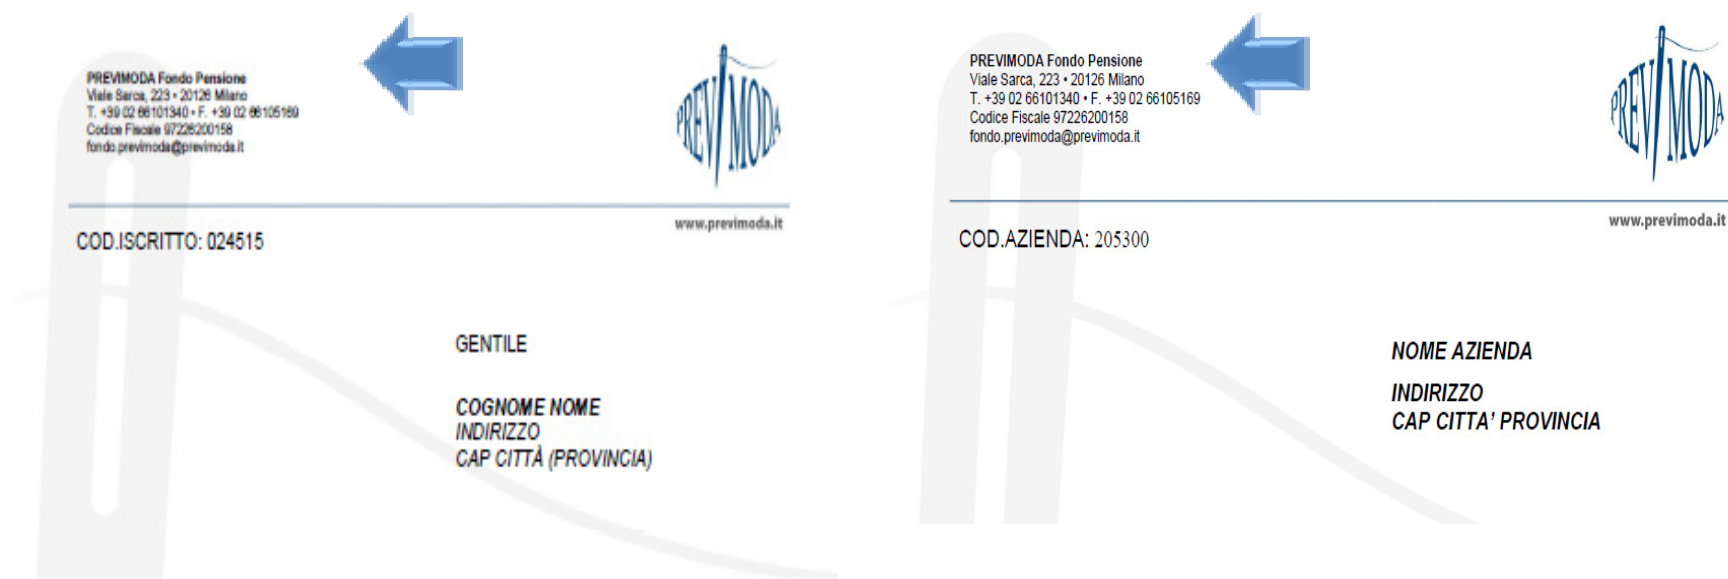 PREVIMODA Fondo Pensione
Viale Sarca, 223 • 20126 Milano
T. +39 02 66101340 • F. +39 02 66105169
Codice Fiscale 97226200158
fondo.previmoda@previmoda.it
PREVIMODA
www.previmoda.it
COD.ISCRITTO: 024515
GENTILE
COGNOME NOME
INDIRIZZO
CAP CITTÀ (PROVINCIA)
PREVIMODA Fondo Pensione
Viale Sarca, 223 • 20126 Milano
T. +39 02 66101340 • F. +39 02 66105169
Codice Fiscale 97226200158
fondo.previmoda@previmoda.it
PREVIMODA
www.previmoda.it
COD.AZIENDA: 205300
NOME AZIENDA
INDIRIZZO
CAP CITTA' PROVINCIA